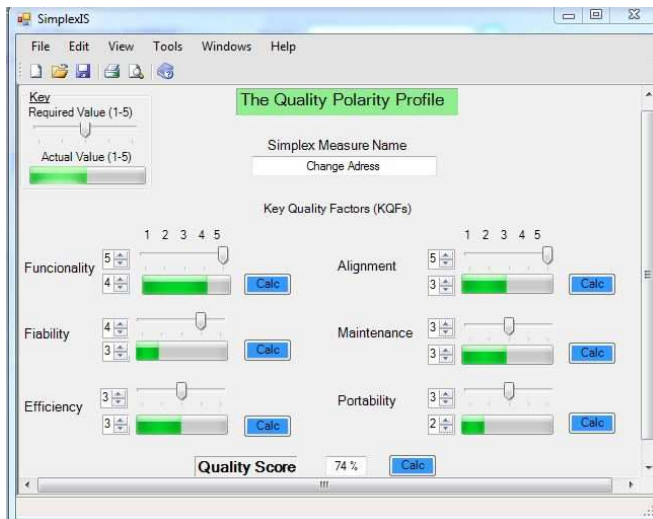 SimplexIS
File Edit View Tools Windows Help
Key
Required Value (1-5)
Actual Value (1-5)
The Quality Polarity Profile
Simplex Measure Name
Change Adress
Key Quality Factors (KQFs)
1 2 3 4 5
1 2 3 4 5
Funcionality
5
4
Calc
Alignment
5
3
Calc
Fiability
4
3
Calc
Maintenance
3
3
Calc
Efficiency
3
3
Calc
Portability
3
2
Calc
Quality Score 74 % Calc